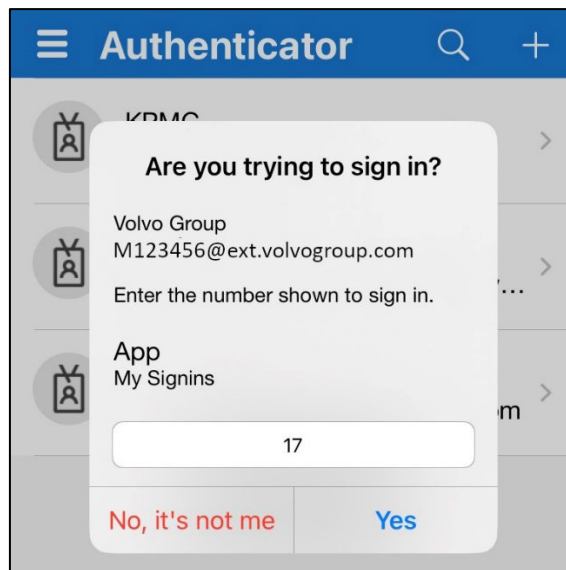 Authenticator
KPMG
Are you trying to sign in?
Volvo Group
M123456@ext.volvogroup.com
Enter the number shown to sign in.
App
My Signins
17
No, it's not me
Yes